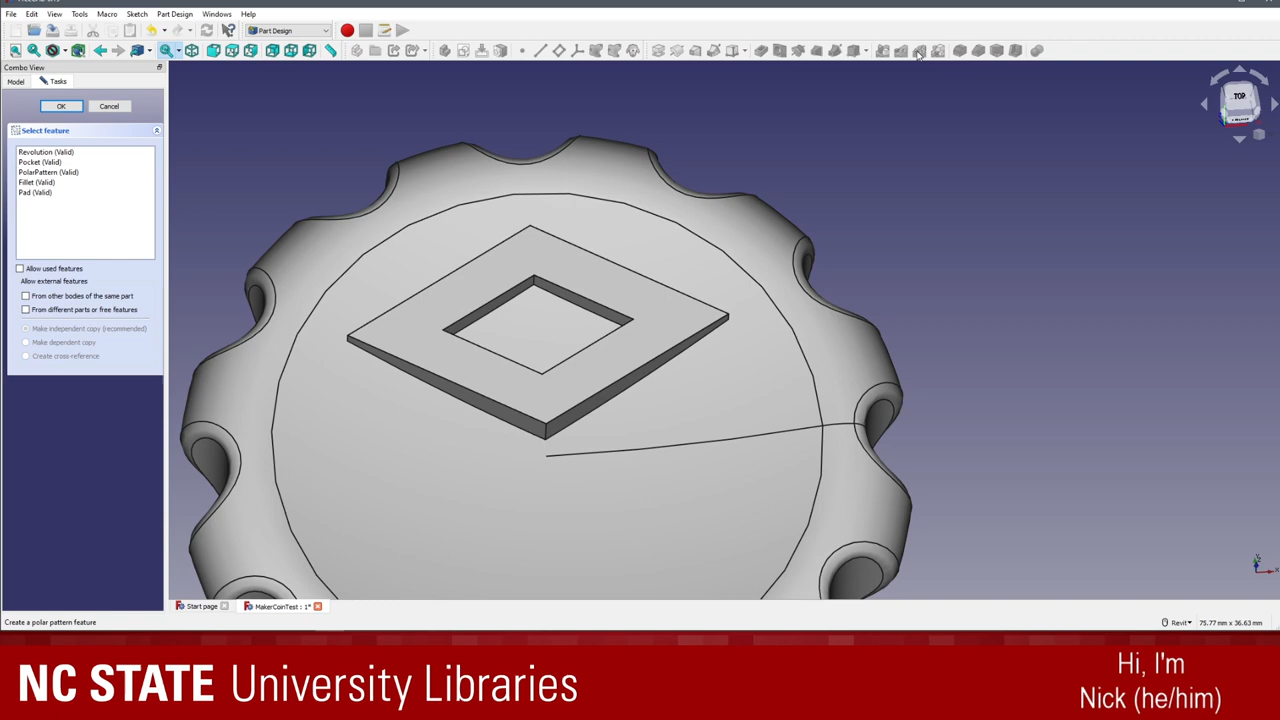 File Edit View Tools Macro Sketch Part Design Windows Help
Part Design
Combo View
Model Tasks
OK Cancel
Select feature
Revolution (Valid)
Pocket (Valid)
PolarPattern (Valid)
Fillet (Valid)
Pad (Valid)
Allow used features
Allow external features:
From other bodies of the same part
From different parts or free features
Make independent copy (recommended)
Make dependent copy
Create cross-reference
TOP
FRONT
Y
X
Start page MakerCoinTest : 1*
Create a polar pattern feature
Revit 75.77 mm x 36.63 mm
NC STATE University Libraries
Hi, I'm
Nick (he/him)